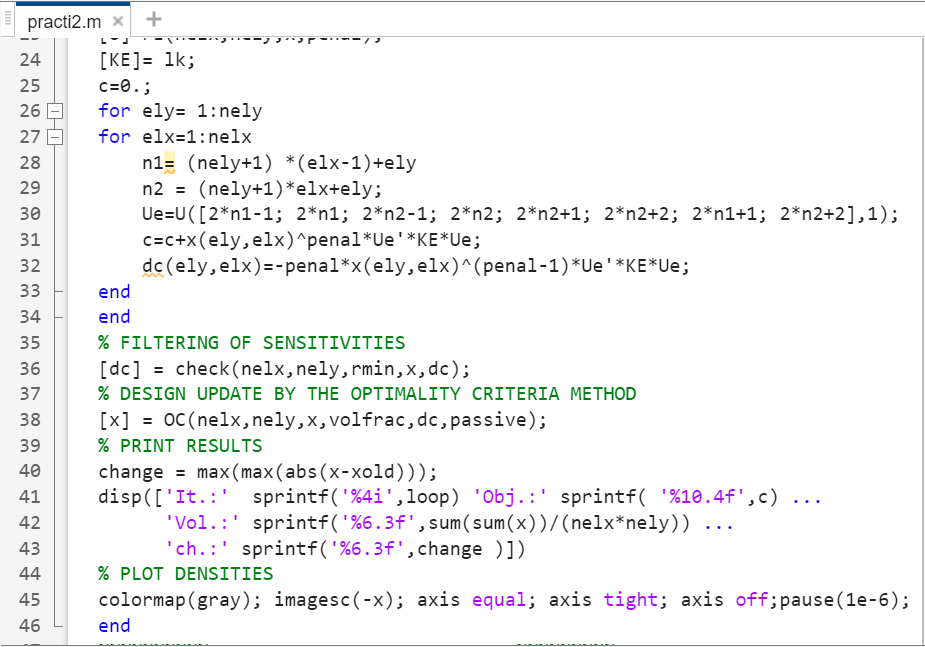 practi2.m
24 [KE]= lk;
25 c=0.;
26 for ely= 1:nely
27 for elx=1:nelx
28 n1= (nely+1) *(elx-1)+ely
29 n2 = (nely+1)*elx+ely;
30 Ue=U([2*n1-1; 2*n1; 2*n2-1; 2*n2; 2*n2+1; 2*n2+2; 2*n1+1; 2*n2+2],1);
31 c=c+x(ely,elx)^penal*Ue'*KE*Ue;
32 dc(ely,elx)=-penal*x(ely,elx)^(penal-1)*Ue'*KE*Ue;
33 end
34 end
35 % FILTERING OF SENSITIVITIES
36 [dc] = check(nelx,nely,rmin,x,dc);
37 % DESIGN UPDATE BY THE OPTIMALITY CRITERIA METHOD
38 [x] = OC(nelx,nely,x,volfrac,dc,passive);
39 % PRINT RESULTS
40 change = max(max(abs(x-xold)));
41 disp(['It.:' sprintf('%4i',loop) 'Obj.:' sprintf( '%10.4f',c) ...
42 'Vol.:' sprintf('%6.3f',sum(sum(x))/(nelx*nely)) ...
43 'ch.:' sprintf('%6.3f',change )])
44 % PLOT DENSITIES
45 colormap(gray); imagesc(-x); axis equal; axis tight; axis off;pause(1e-6);
46 end